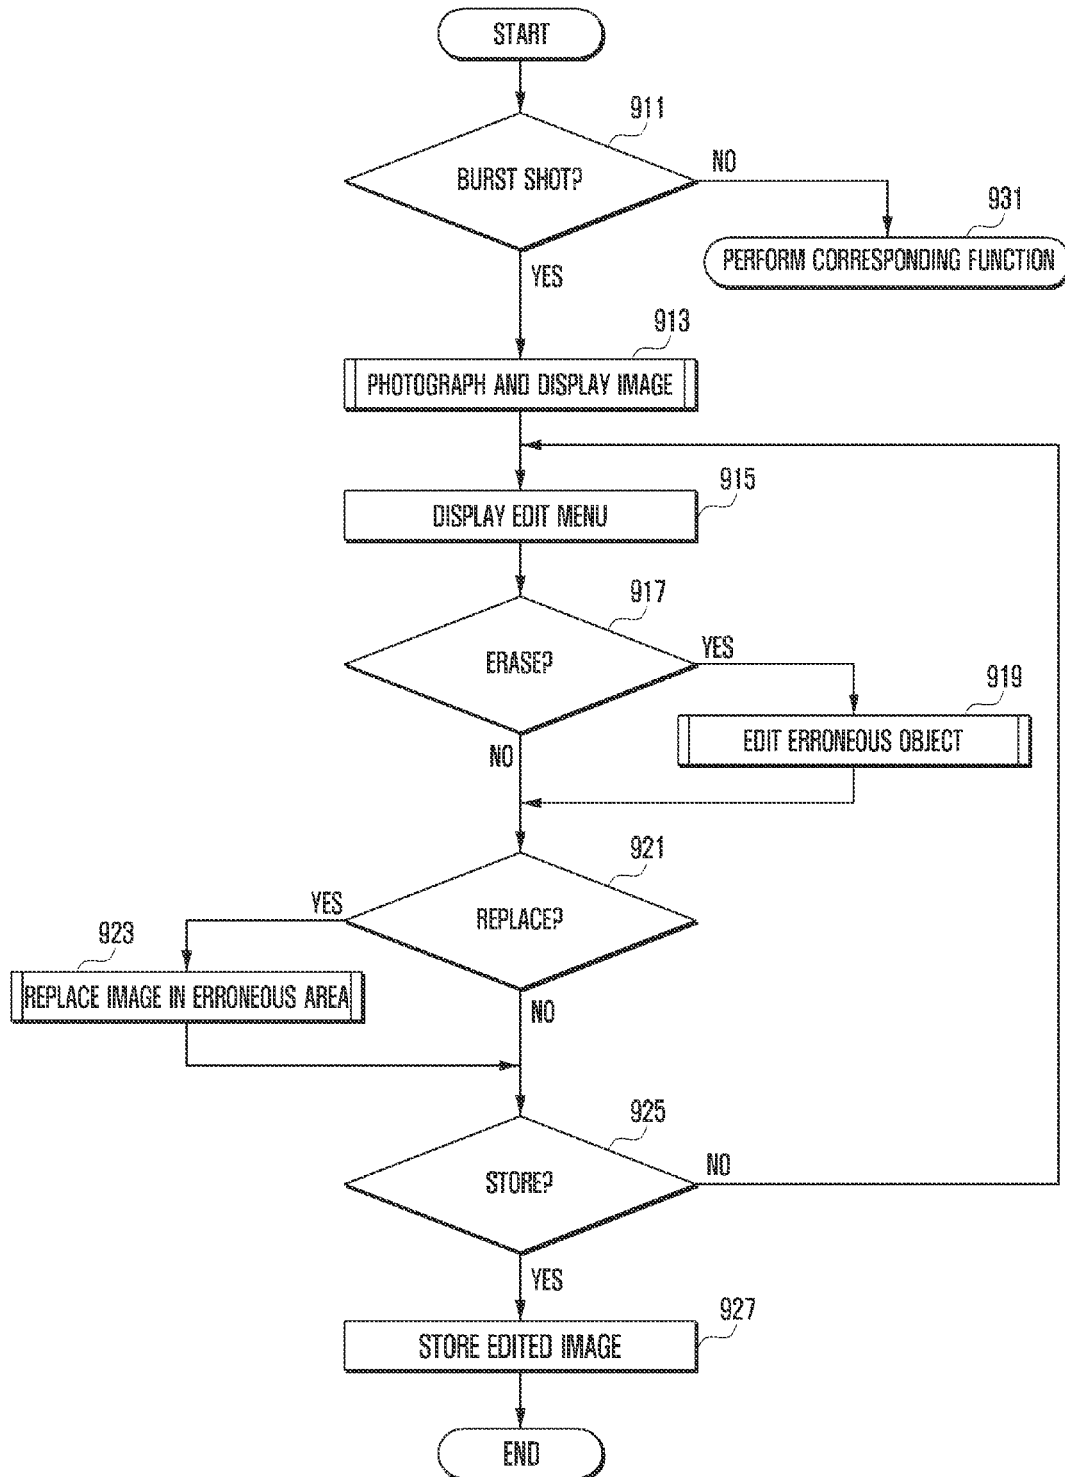 START
911
BURST SHOT?
NO
931
PERFORM CORRESPONDING FUNCTION
YES
913
PHOTOGRAPH AND DISPLAY IMAGE
915
DISPLAY EDIT MENU
917
ERASE?
YES
919
EDIT ERRONEOUS OBJECT
NO
921
REPLACE?
YES
923
REPLACE IMAGE IN ERRONEOUS AREA
NO
925
STORE?
NO
YES
927
STORE EDITED IMAGE
END